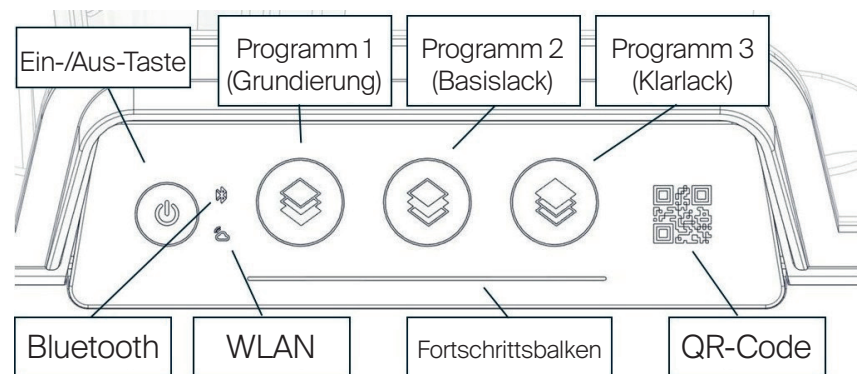 Ein-/Aus-Taste
Programm 1
(Grundierung)
Programm 2
(Basislack)
Programm 3
(Klarlack)
Bluetooth
WLAN
Fortschrittsbalken
QR-Code